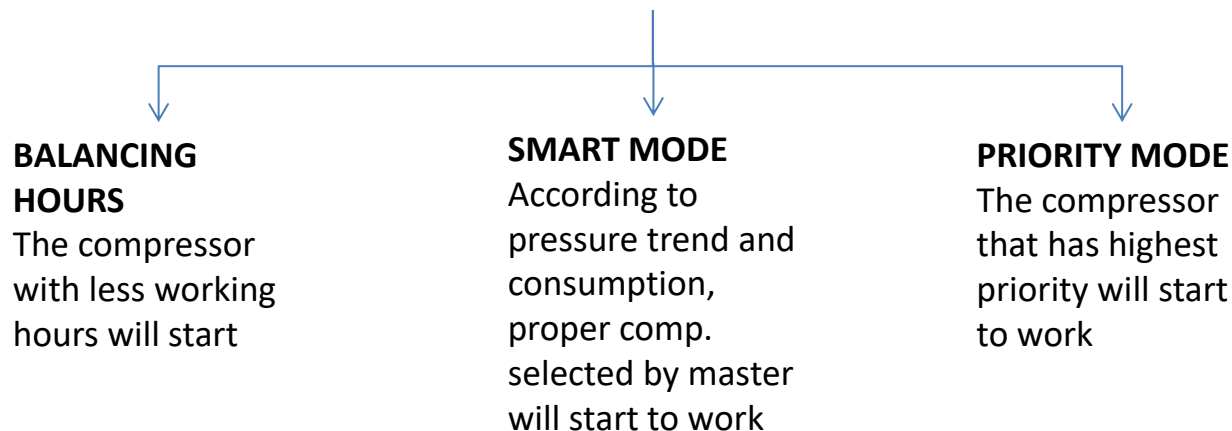 BALANCING
HOURS
The compressor
with less working
hours will start
SMART MODE
According to
pressure trend and
consumption,
proper comp.
selected by master
will start to work
PRIORITY MODE
The compressor
that has highest
priority will start
to work